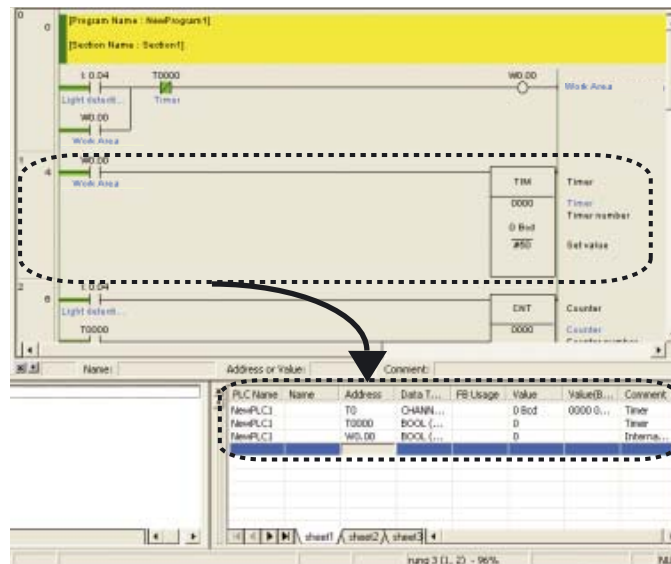 0
0
[Program Name : NewProgram1]
[Section Name : Section1]
I: 0.04 T0000 W0.00
Work Area
Light detecti...
Timer
W0.00
Work Area
1
4
W0.00
Work Area
TIM Timer
0000 Timer
Timer number
0 Bcd
#50 Set value
2
6
I: 0.04
Light detecti...
CNT Counter
T0000
0000 Counter
Counter number
Name: Address or Value: Comment:
PLC Name Name Address Data T... FB Usage Value Value(B... Comment
NewPLC1 T0 CHANN... 0 Bcd 0000 0... Timer
NewPLC1 T0000 BOOL (... 0 Timer
NewPLC1 W0.00 BOOL (... 0 Interna...
sheet1 sheet2 sheet3
rung 3 (1, 2) - 96%